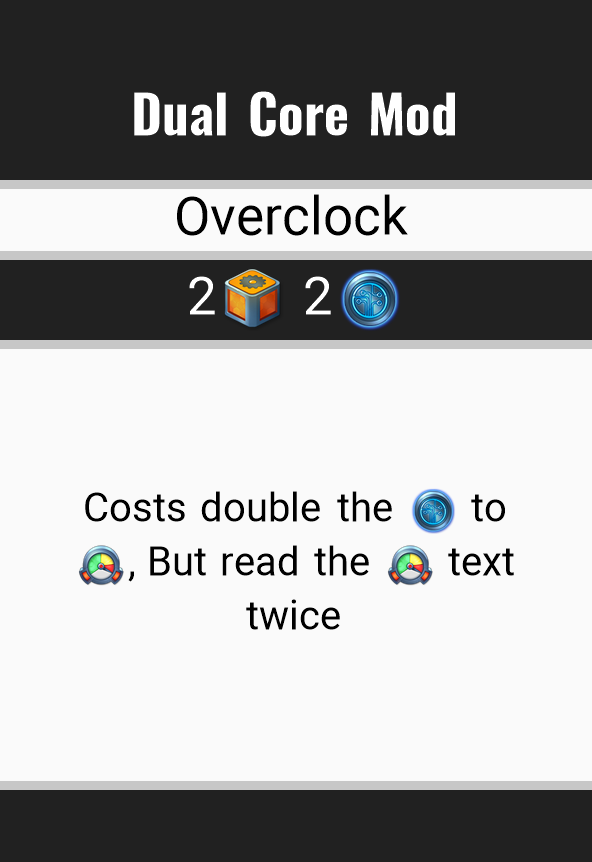 Dual Core Mod
Overclock
2 2
Costs double the to
, But read the text
twice